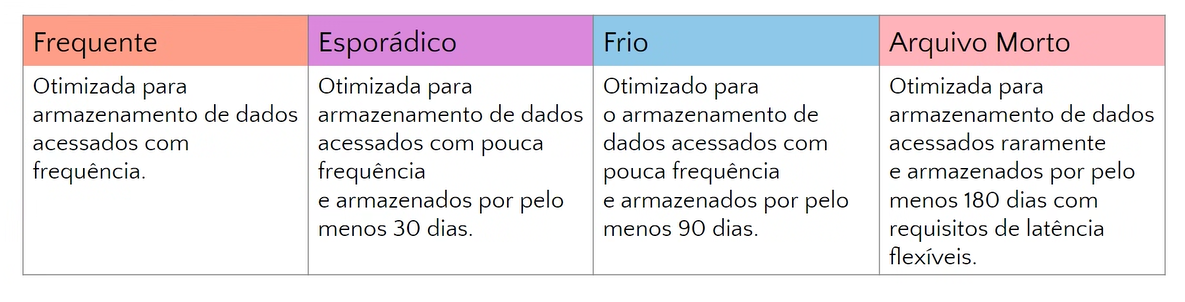 Frequente
Otimizada para
armazenamento de dados
acessados com
frequência.
Esporádico
Otimizada para
armazenamento de dados
acessados com pouca
frequência
e armazenados por pelo
menos 30 dias.
Frio
Otimizado para
o armazenamento de
dados acessados com
pouca frequência
e armazenados por pelo
menos 90 dias.
Arquivo Morto
Otimizada para
armazenamento de dados
acessados raramente
e armazenados por pelo
menos 180 dias com
requisitos de latência
flexíveis.